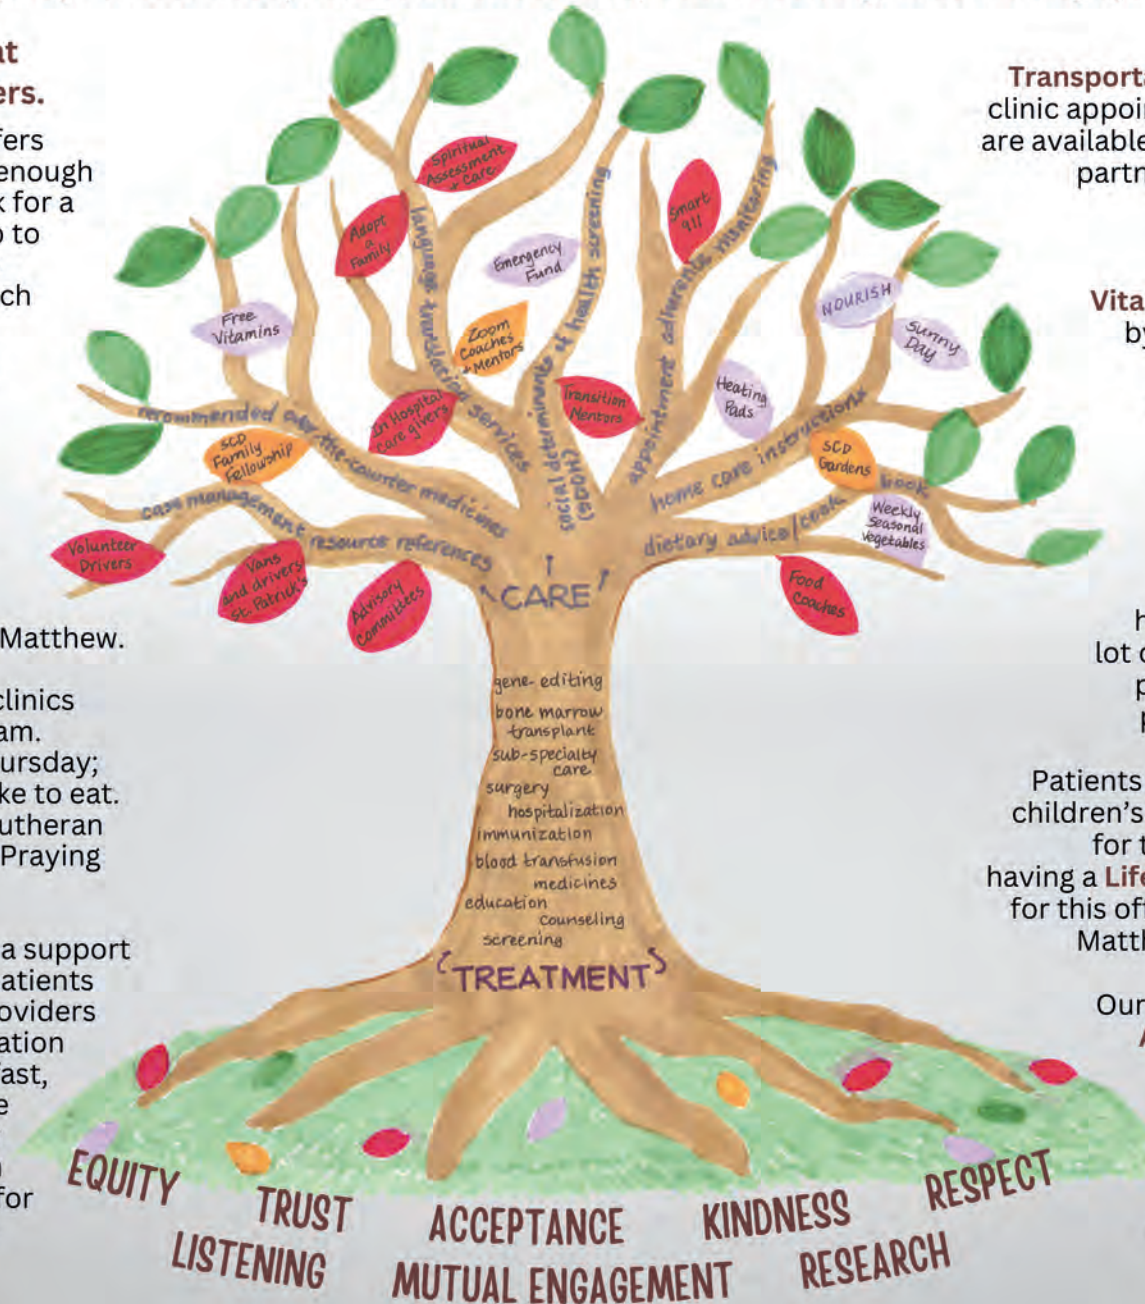 at
ers.
fers
enough
k for a
o to
ch
Transporta
clinic appoin
are available
partn
Vita
by
Spiritual
Assessment
+ Care
Adopt
a
Family
Smart
911
Emergency
Fund
NOURISH
Free
Vitamins
Zoom
Coaches
+ Mentors
Sunny
Day
Heating
Pads
In Hospital
Care givers
Transition
Mentors
SCD
Family
Fellowship
SCD
Gardens
Weekly
Seasonal
vegetables
Volunteer
Drivers
Vans
and drivers
St. Patrick's
Advisory
Committees
Food
Coaches
language translation services
social determinants of health screening
(SDOH)
appointment adherence monitoring
recommended over-the-counter medicines
home care instructions
case management resource references
dietary advice/cook book
CARE
gene-editing
bone marrow
transplant
sub-specialty
care
surgery
hospitalization
immunization
blood transfusion
medicines
education
counseling
screening
TREATMENT
Matthew.
clinics
am.
ursday;
ke to eat.
utheran
Praying
a support
atients
oviders
ation
fast,
e
for
h
lot o
p
Patients
children's
for t
having a Life
for this off
Matth
Our
A
EQUITY TRUST ACCEPTANCE KINDNESS RESPECT
LISTENING MUTUAL ENGAGEMENT RESEARCH